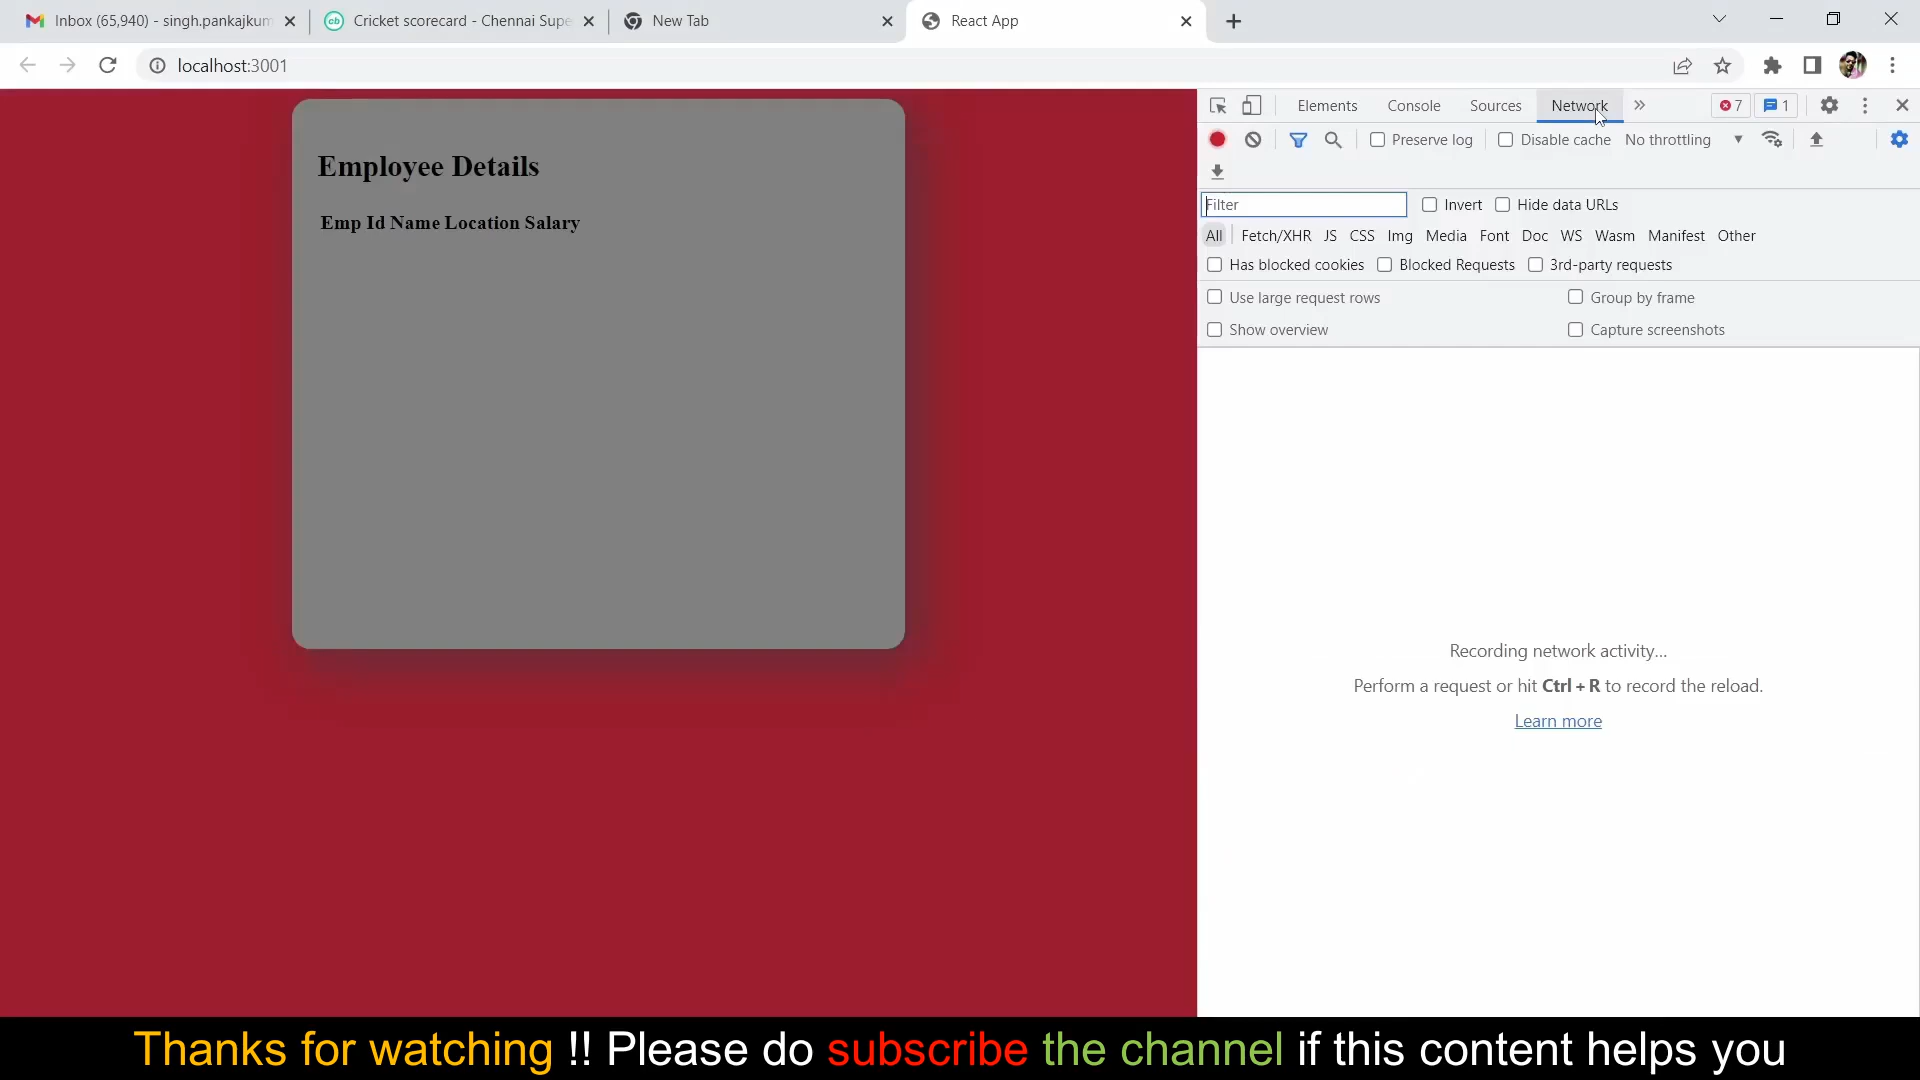 Inbox (65,940) - singh.pankajkum
Cricket scorecard - Chennai Supe
New Tab
React App
localhost:3001
Employee Details
Emp Id Name Location Salary
Elements Console Sources Network 7 1
Preserve log Disable cache No throttling
Filter Invert Hide data URLs
All Fetch/XHR JS CSS Img Media Font Doc WS Wasm Manifest Other
Has blocked cookies Blocked Requests 3rd-party requests
Use large request rows Group by frame
Show overview Capture screenshots
Recording network activity...
Perform a request or hit Ctrl + R to record the reload.
Learn more
Thanks for watching !! Please do subscribe the channel if this content helps you